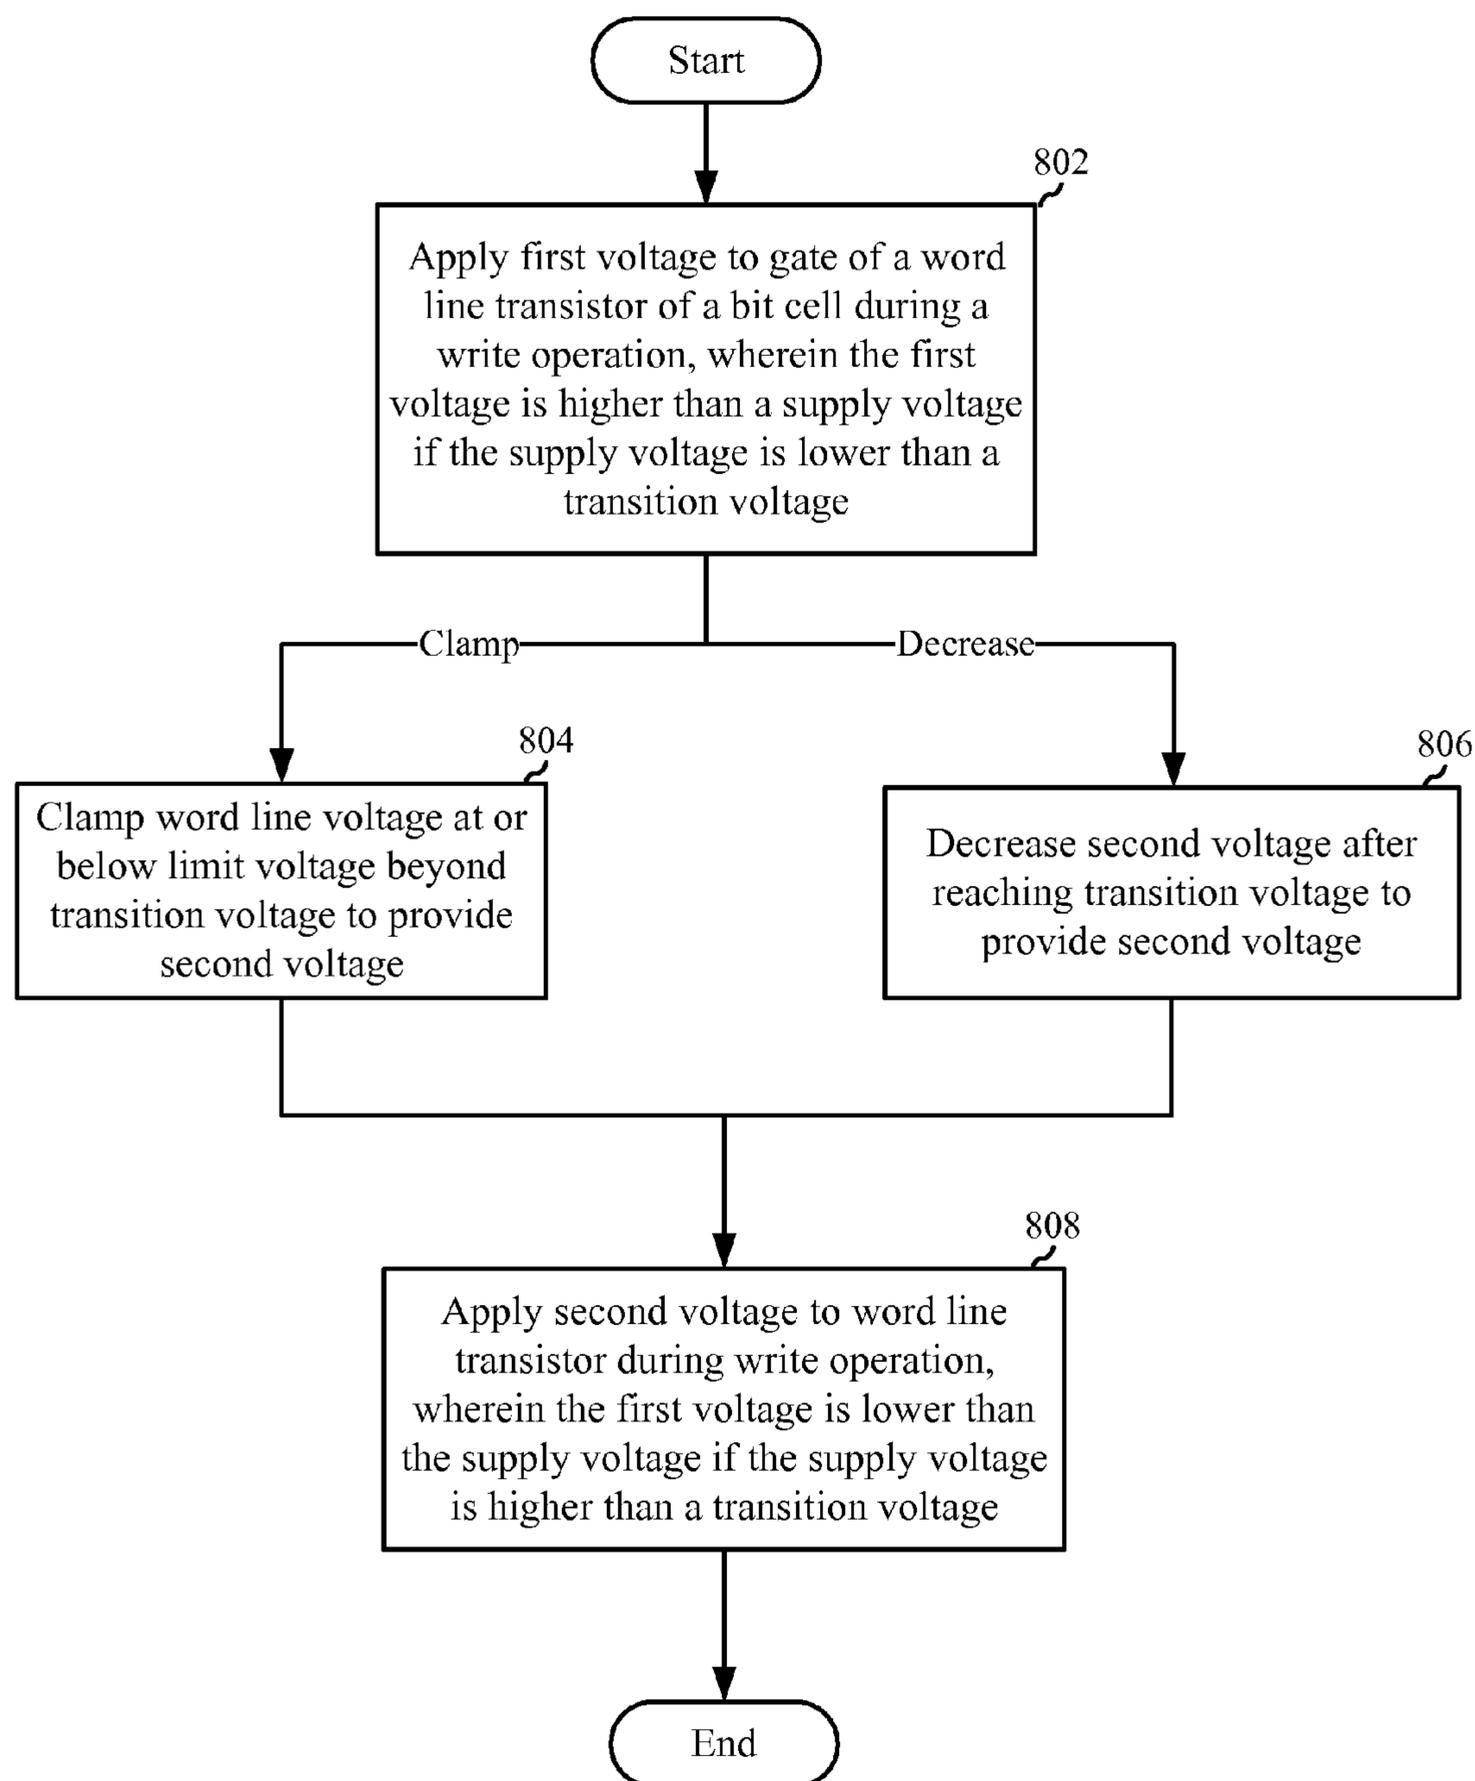 Start
802
Apply first voltage to gate of a word
line transistor of a bit cell during a
write operation, wherein the first
voltage is higher than a supply voltage
if the supply voltage is lower than a
transition voltage
Clamp
Decrease
804
Clamp word line voltage at or
below limit voltage beyond
transition voltage to provide
second voltage
806
Decrease second voltage after
reaching transition voltage to
provide second voltage
808
Apply second voltage to word line
transistor during write operation,
wherein the first voltage is lower than
the supply voltage if the supply voltage
is higher than a transition voltage
End